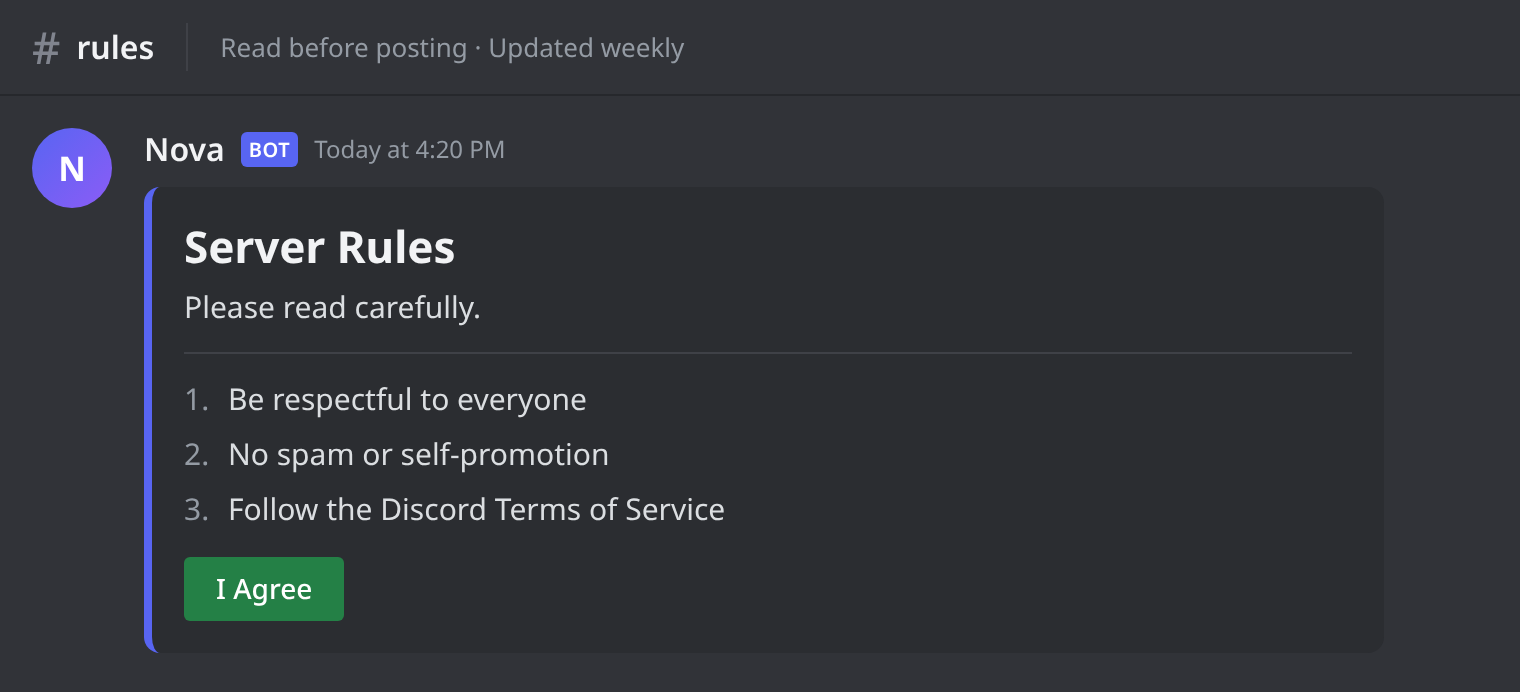 # rules Read before posting · Updated weekly
N
Nova BOT Today at 4:20 PM
Server Rules
Please read carefully.
1. Be respectful to everyone
2. No spam or self-promotion
3. Follow the Discord Terms of Service
I Agree